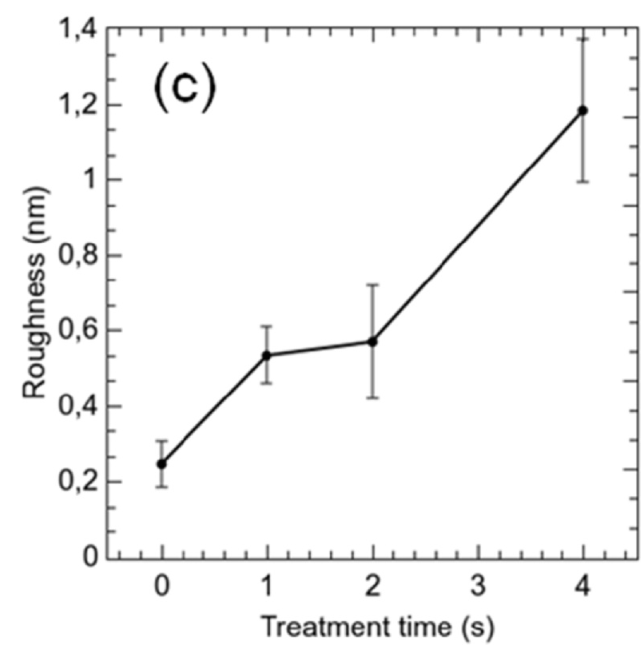 (c)
Roughness (nm)
1,4
1,2
1
0,8
0,6
0,4
0,2
0
0 1 2 3 4
Treatment time (s)